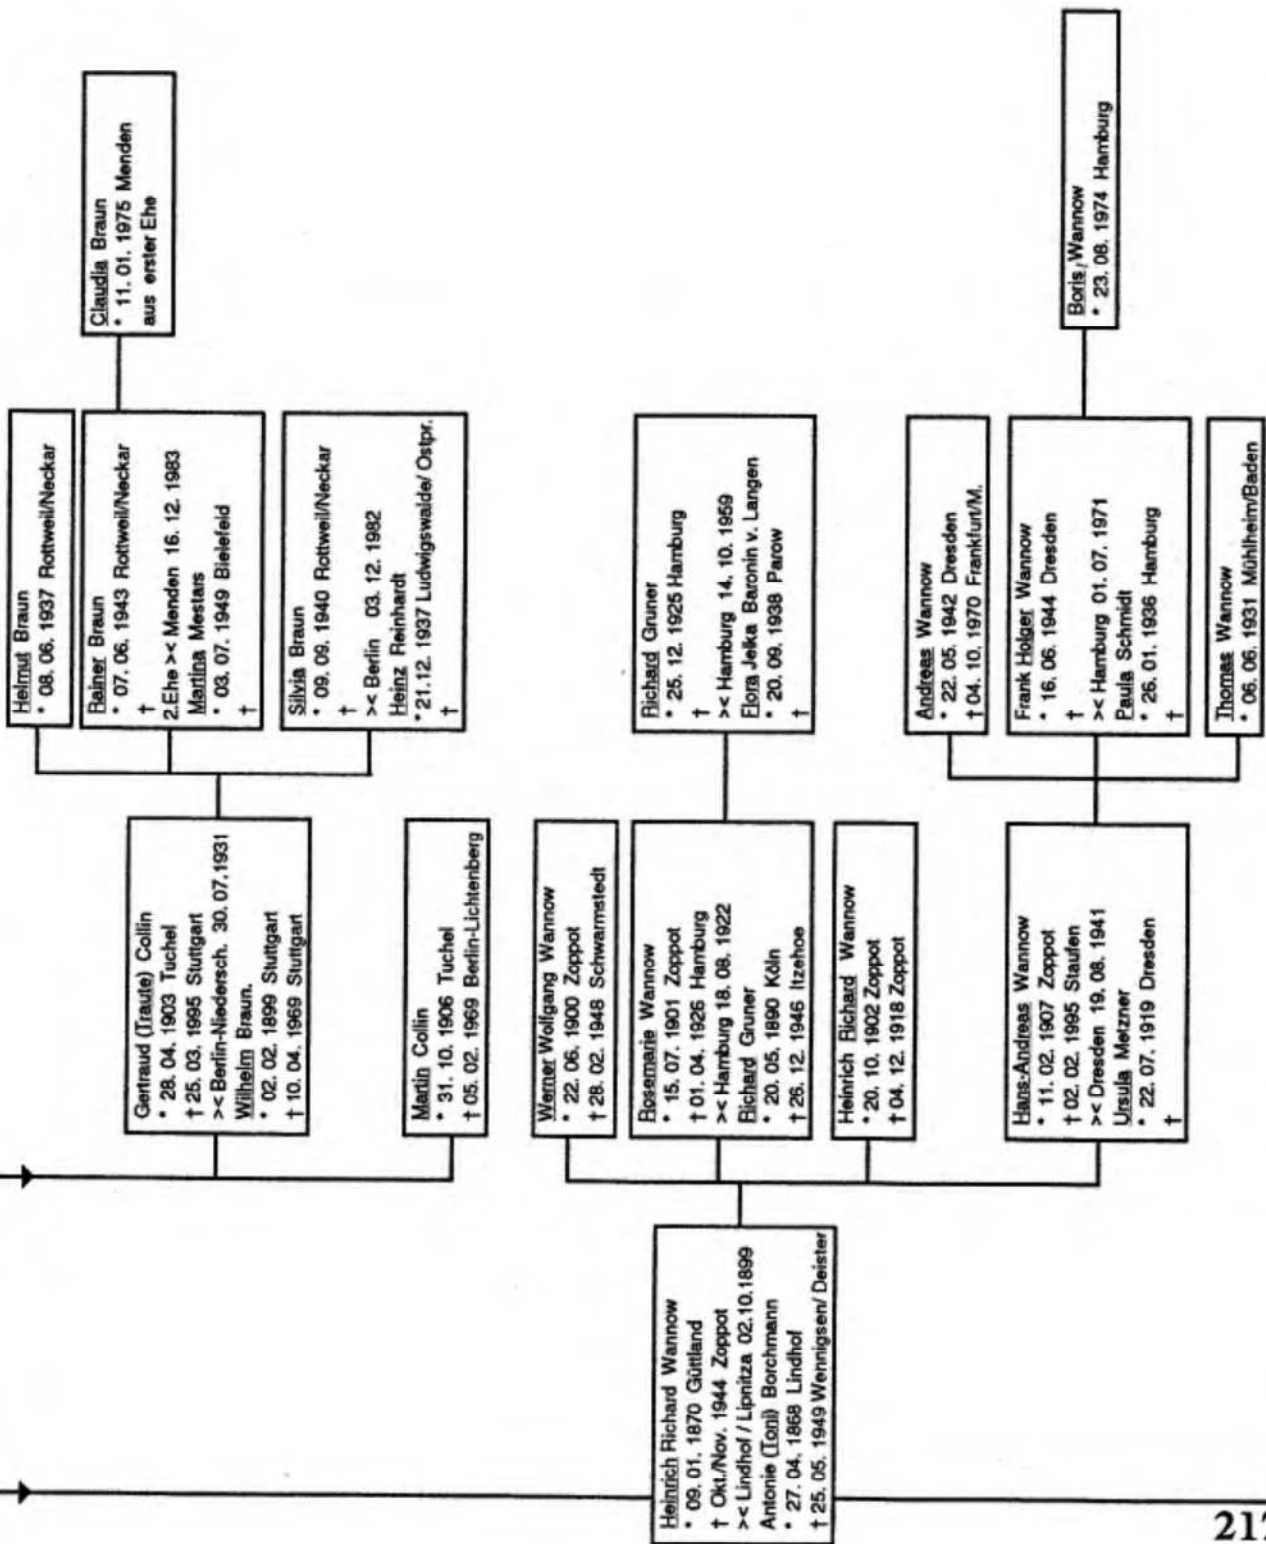 Helmut Braun
* 08. 06. 1937 Rottweil/Neckar
Rainer Braun
* 07. 06. 1943 Rottweil/Neckar
†
2.Ehe >< Menden 16. 12. 1983
Martina Mestars
* 03. 07. 1949 Bielefeld
†
Claudia Braun
* 11. 01. 1975 Menden
aus erster Ehe
Silvia Braun
* 09. 09. 1940 Rottweil/Neckar
†
>< Berlin 03. 12. 1982
Heinz Reinhardt
* 21.12. 1937 Ludwigswalde/ Ostpr.
†
Gertraud (Traute) Collin
* 28. 04. 1903 Tuchel
† 25. 03. 1995 Stuttgart
>< Berlin-Niedersch. 30. 07.1931
Wilhelm Braun.
* 02. 02. 1899 Stuttgart
† 10. 04. 1969 Stuttgart
Martin Collin
* 31. 10. 1906 Tuchel
† 05. 02. 1969 Berlin-Lichtenberg
Werner Wolfgang Wannow
* 22. 06. 1900 Zoppot
† 28. 02. 1948 Schwarmstedt
Rosemarie Wannow
* 15. 07. 1901 Zoppot
† 01. 04. 1926 Hamburg
>< Hamburg 18. 08. 1922
Richard Gruner
* 20. 05. 1890 Köln
† 26. 12. 1946 Itzehoe
Richard Gruner
* 25. 12. 1925 Hamburg
†
>< Hamburg 14. 10. 1959
Flora Jelka Baronin v. Langen
* 20. 09. 1938 Parow
†
Heinrich Richard Wannow
* 20. 10. 1902 Zoppot
† 04. 12. 1918 Zoppot
Heinrich Richard Wannow
* 09. 01. 1870 Güttland
† Okt./Nov. 1944 Zoppot
>< Lindhof / Lipnitza 02.10.1899
Antonie (Toni) Borchmann
* 27. 04. 1868 Lindhof
† 25. 05. 1949 Wennigsen/ Deister
Hans-Andreas Wannow
* 11. 02. 1907 Zoppot
† 02. 02. 1995 Staufen
>< Dresden 19. 08. 1941
Ursula Metzner
* 22. 07. 1919 Dresden
†
Andreas Wannow
* 22. 05. 1942 Dresden
† 04. 10. 1970 Frankfurt/M.
Frank Holger Wannow
* 16. 06. 1944 Dresden
†
>< Hamburg 01. 07. 1971
Paula Schmidt
* 26. 01. 1936 Hamburg
†
Boris Wannow
* 23. 08. 1974 Hamburg
Thomas Wannow
* 06. 06. 1931 Mühlheim/Baden
217